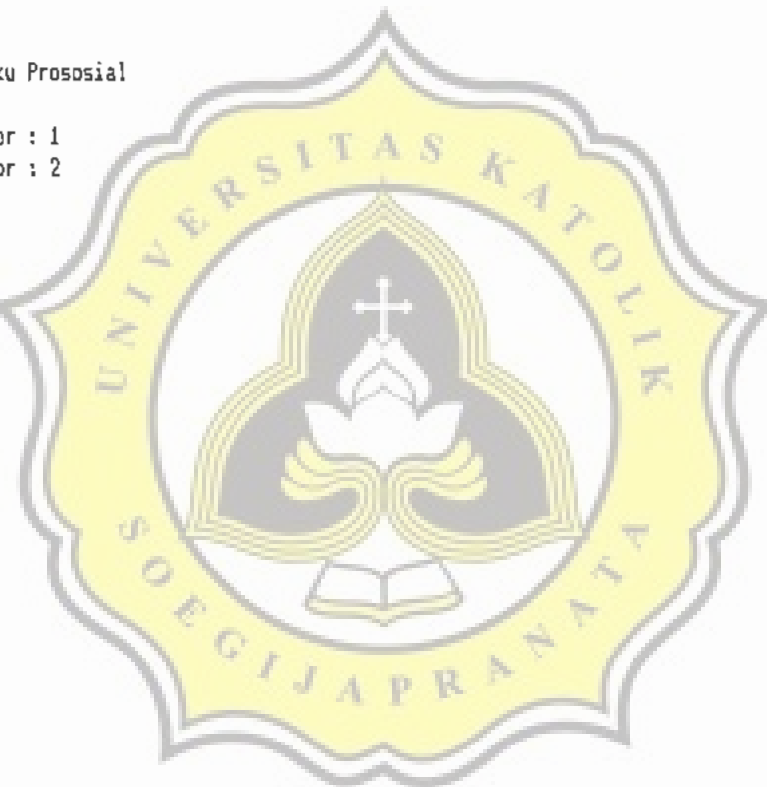 ku Prososial
or : 1
or : 2
UNIVERSITAS KATOLIK
SOEGIJAPRANATA